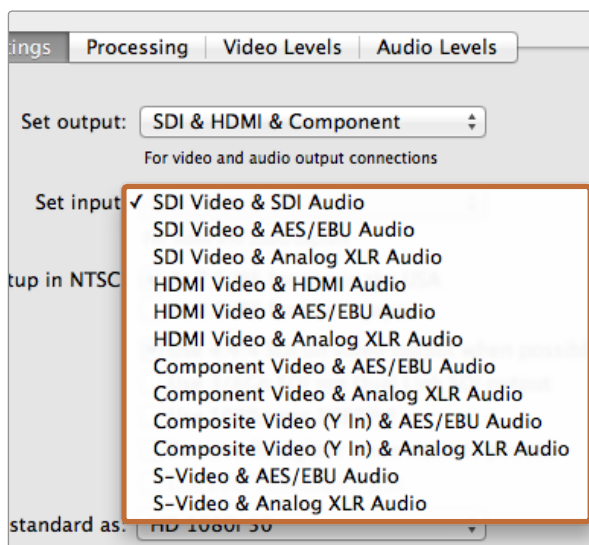 ings Processing Video Levels Audio Levels
Set output: SDI & HDMI & Component
For video and audio output connections
Set input
✓ SDI Video & SDI Audio
SDI Video & AES/EBU Audio
SDI Video & Analog XLR Audio
tup in NTSC
HDMI Video & HDMI Audio
HDMI Video & AES/EBU Audio
HDMI Video & Analog XLR Audio
Component Video & AES/EBU Audio
Component Video & Analog XLR Audio
Composite Video (Y In) & AES/EBU Audio
Composite Video (Y In) & Analog XLR Audio
S-Video & AES/EBU Audio
S-Video & Analog XLR Audio
standard as: HD 1080i 50